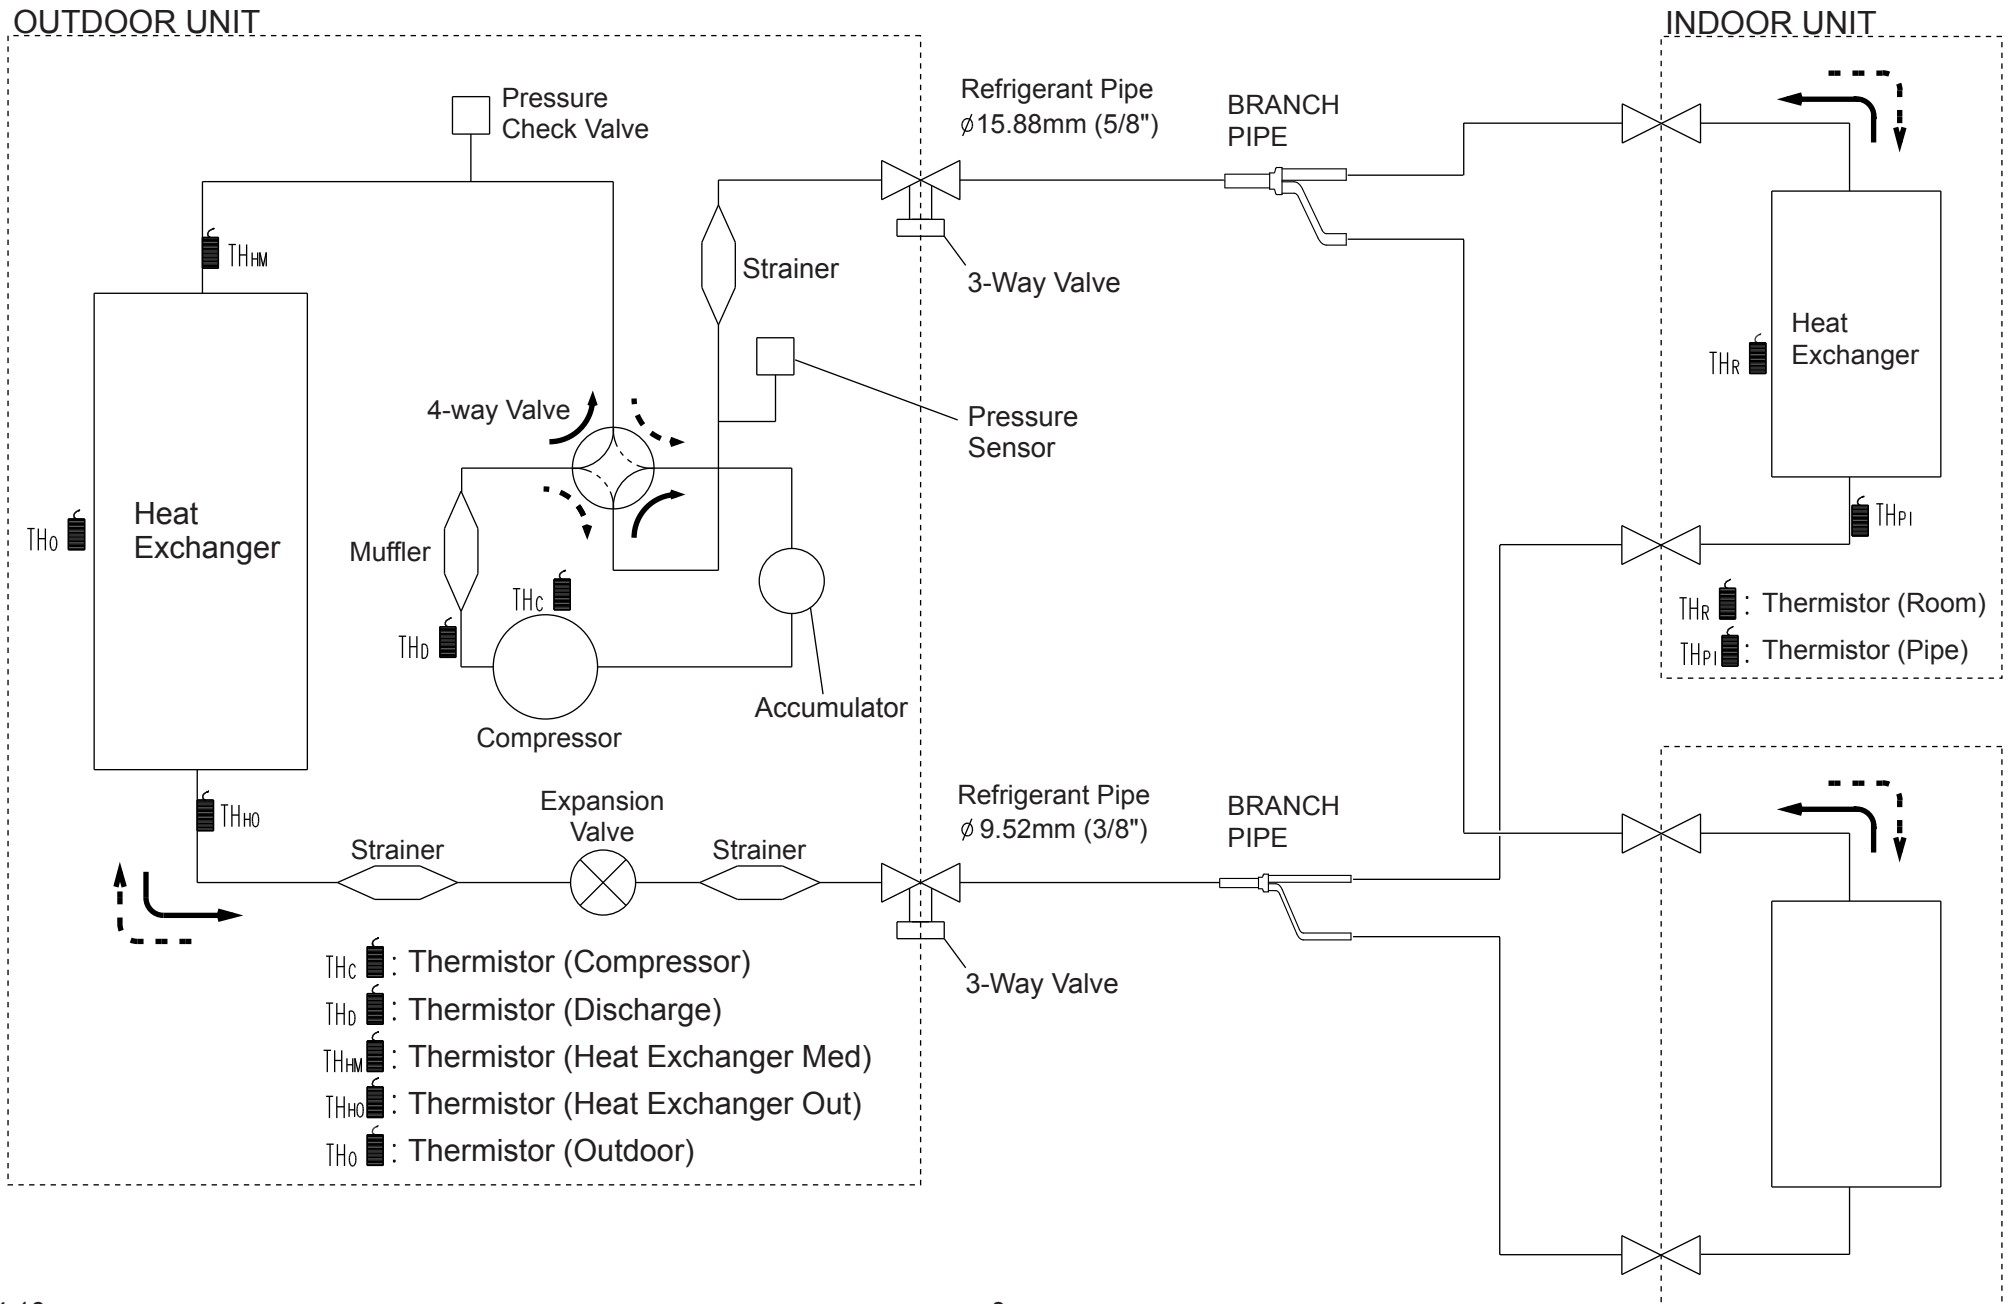 OUTDOOR UNIT
INDOOR UNIT
Pressure
Check Valve
Refrigerant Pipe
ϕ15.88mm (5/8")
BRANCH
PIPE
THHM
Strainer
3-Way Valve
Heat
Exchanger
THR
4-way Valve
Pressure
Sensor
THO
Heat
Exchanger
Muffler
THC
THD
THPI
THR : Thermistor (Room)
THPI : Thermistor (Pipe)
Accumulator
Compressor
THHO
Expansion
Valve
Strainer
Strainer
Refrigerant Pipe
ϕ9.52mm (3/8")
BRANCH
PIPE
3-Way Valve
THC : Thermistor (Compressor)
THD : Thermistor (Discharge)
THHM : Thermistor (Heat Exchanger Med)
THHO : Thermistor (Heat Exchanger Out)
THO : Thermistor (Outdoor)